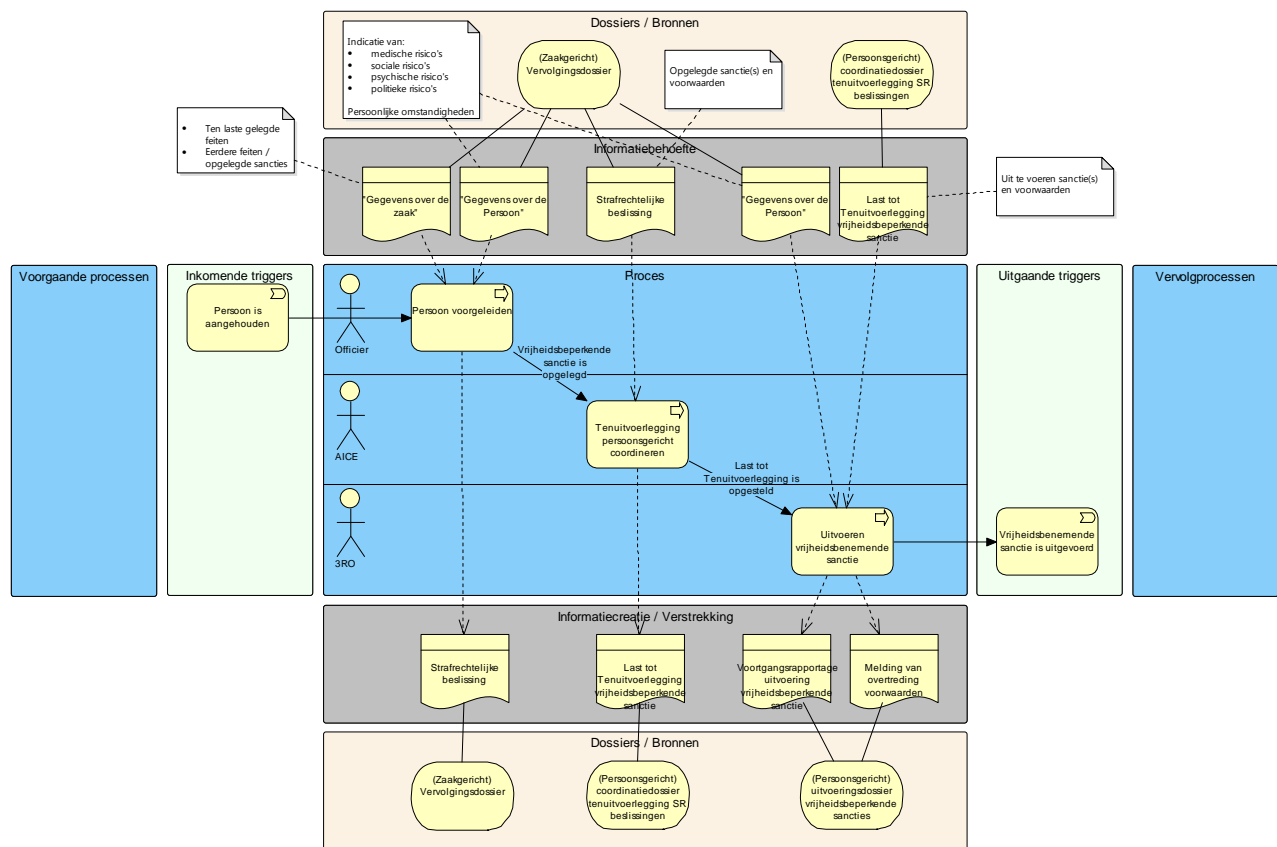 Dossiers / Bronnen
Indicatie van:
• medische risico's
• sociale risico's
• psychische risico's
• politieke risico's
Persoonlijke omstandigheden
(Zaakgericht)
Vervolgingsdossier
Opgelegde sanctie(s) en
voorwaarden
(Persoonsgericht)
coordinatiedossier
tenuitvoerlegging SR
beslissingen
• Ten laste gelegde
feiten
• Eerdere feiten /
opgelegde sancties
Informatiebehoefte
"Gegevens over de
zaak"
"Gegevens over de
Persoon"
Strafrechtelijke
beslissing
"Gegevens over de
Persoon"
Last tot
Tenuitvoerlegging
vrijheidsbeperkende
sanctie
Uit te voeren sanctie(s)
en voorwaarden
Voorgaande processen
Inkomende triggers
Proces
Uitgaande triggers
Vervolgprocessen
Persoon is
aangehouden
Officier
Persoon voorgeleiden
Vrijheidsbeperkende
sanctie is
opgelegd
AICE
Tenuitvoerlegging
persoonsgericht
coordineren
Last tot
Tenuitvoerlegging is
opgesteld
3RO
Uitvoeren
vrijheidsbenemende
sanctie
Vrijheidsbenemende
sanctie is uitgevoerd
Informatiecreatie / Verstrekking
Strafrechtelijke
beslissing
Last tot
Tenuitvoerlegging
vrijheidsbeperkende
sanctie
Voortgangsrapportage
uitvoering
vrijheidsbeperkende
sanctie
Melding van
overtreding
voorwaarden
Dossiers / Bronnen
(Zaakgericht)
Vervolgingsdossier
(Persoonsgericht)
coordinatiedossier
tenuitvoerlegging SR
beslissingen
(Persoonsgericht)
uitvoeringsdossier
vrijheidsbeperkende
sancties